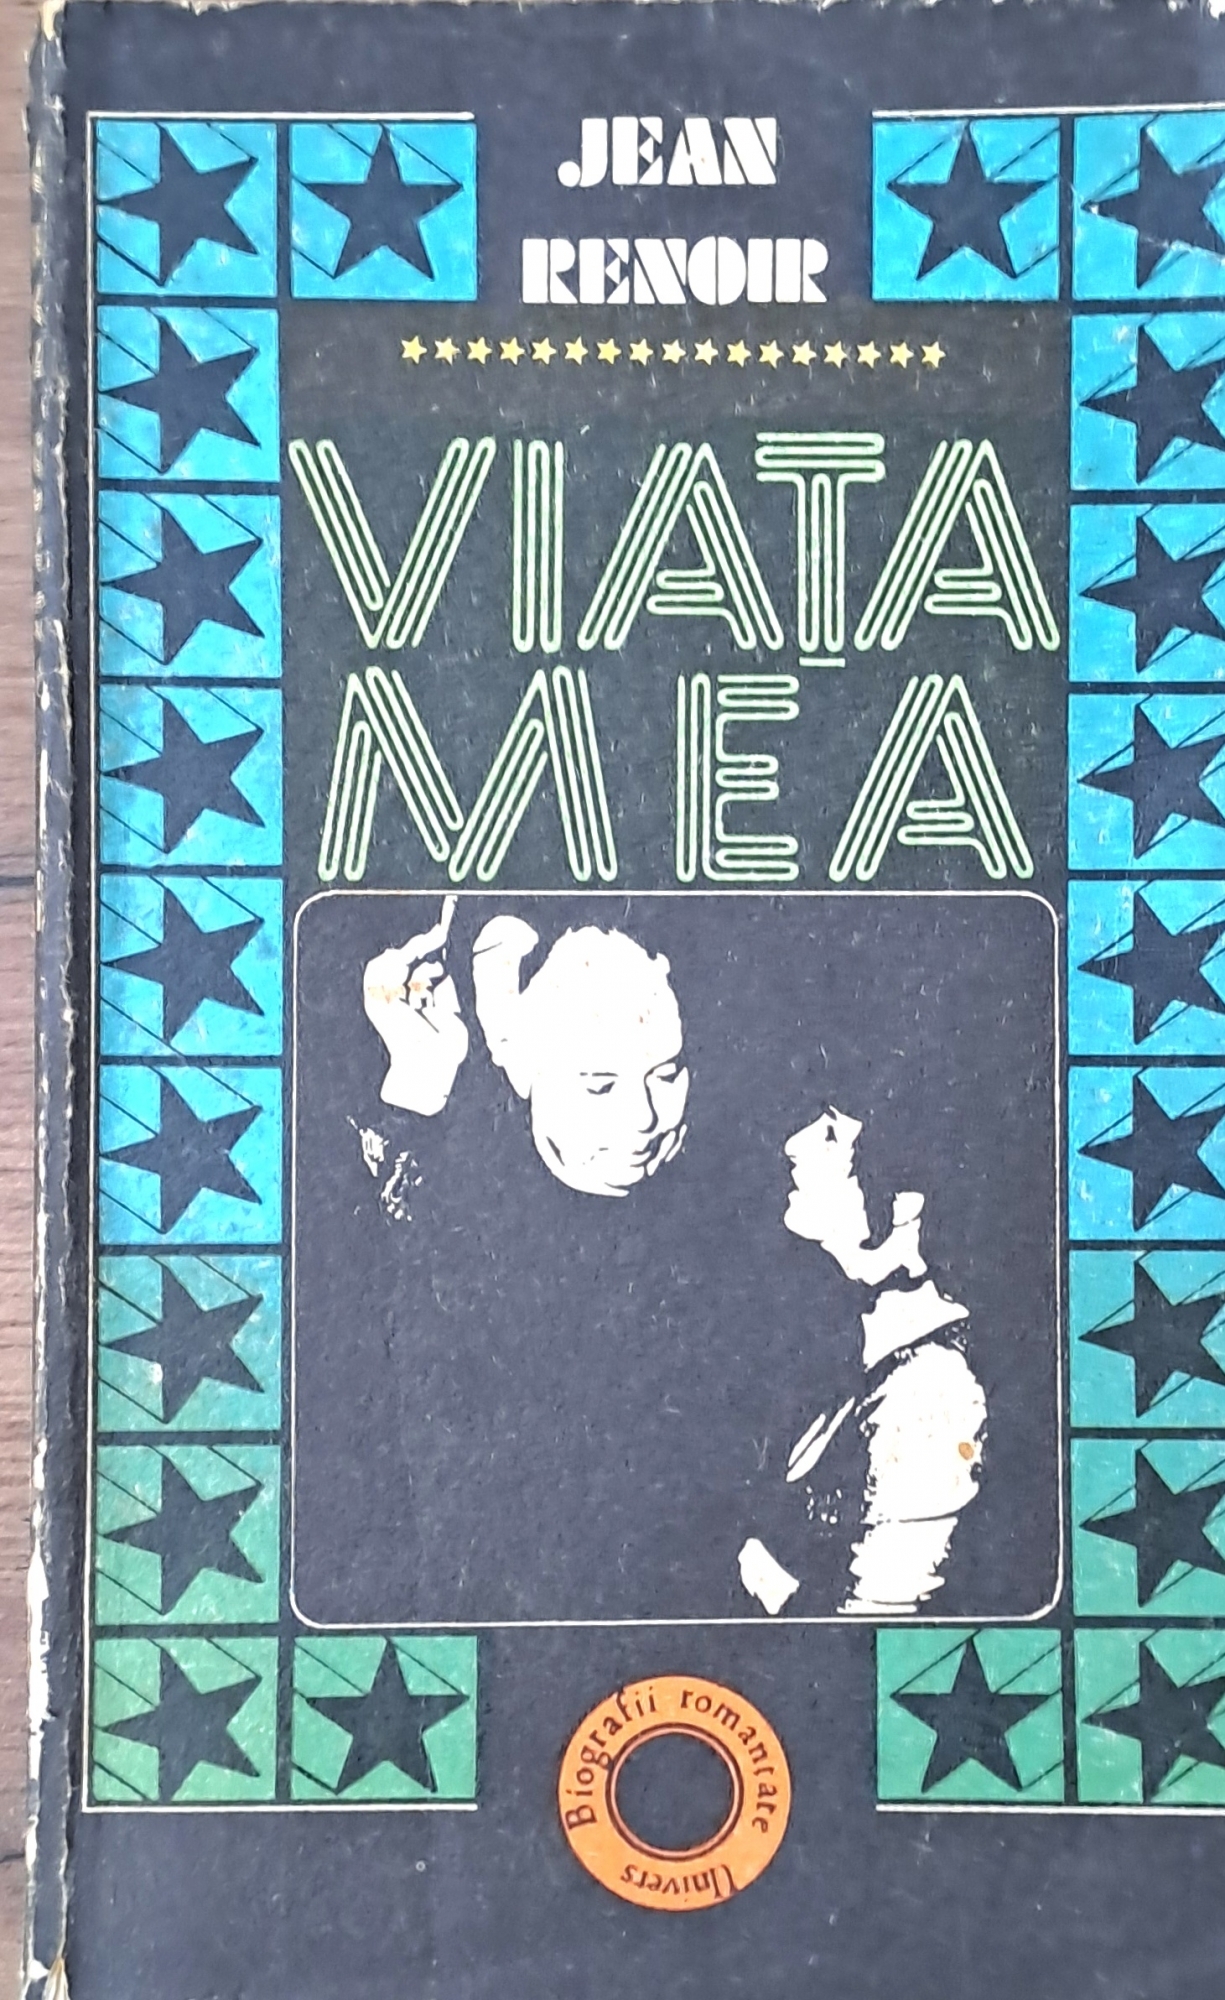 JEAN
RENOIR
VIAȚA
MEA
Biografii romanțate
Univers